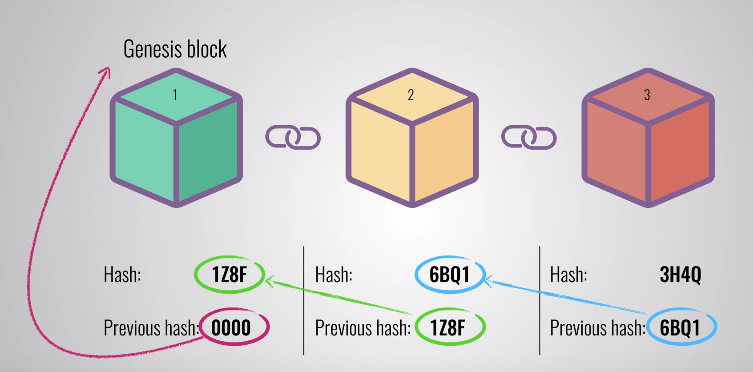 Genesis block
1
2
3
Hash: 1Z8F
Previous hash: 0000
Hash: 6BQ1
Previous hash: 1Z8F
Hash: 3H4Q
Previous hash: 6BQ1